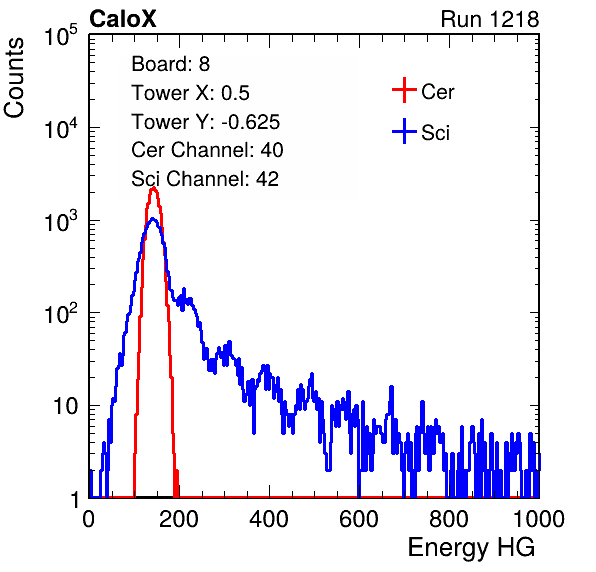 CaloX Run 1218
Counts
Board: 8
Tower X: 0.5
Tower Y: -0.625
Cer Channel: 40
Sci Channel: 42
Cer
Sci
10^5
10^4
10^3
10^2
10
1
0 200 400 600 800 1000
Energy HG